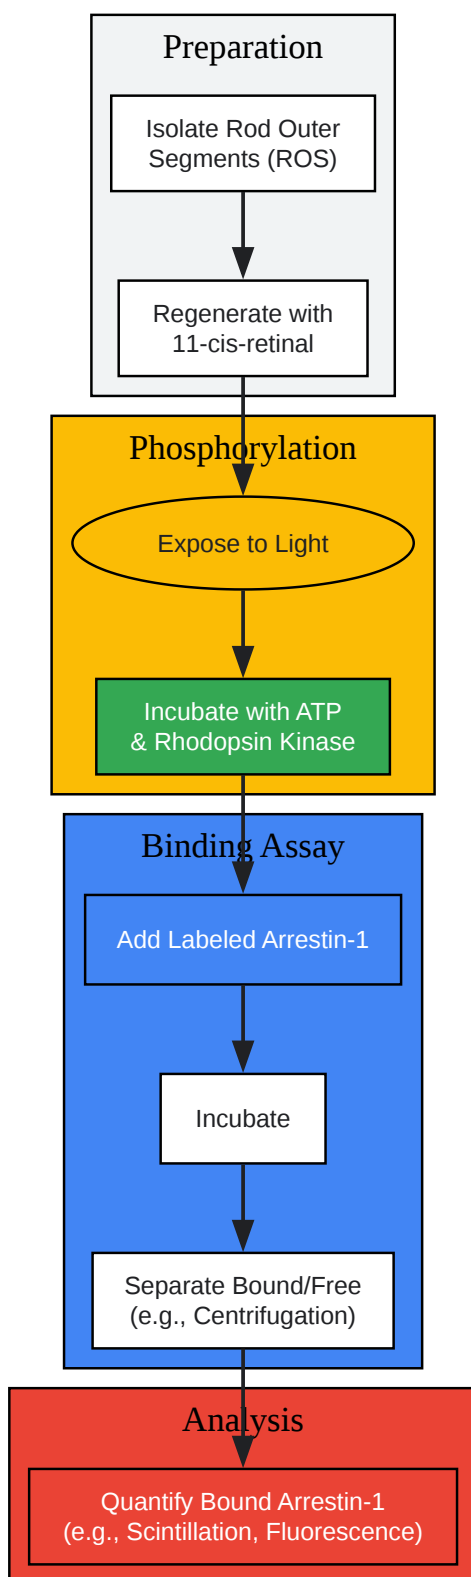 Preparation
Isolate Rod Outer
Segments (ROS)
Regenerate with
11-cis-retinal
Phosphorylation
Expose to Light
Incubate with ATP
& Rhodopsin Kinase
Binding Assay
Add Labeled Arrestin-1
Incubate
Separate Bound/Free
(e.g., Centrifugation)
Analysis
Quantify Bound Arrestin-1
(e.g., Scintillation, Fluorescence)